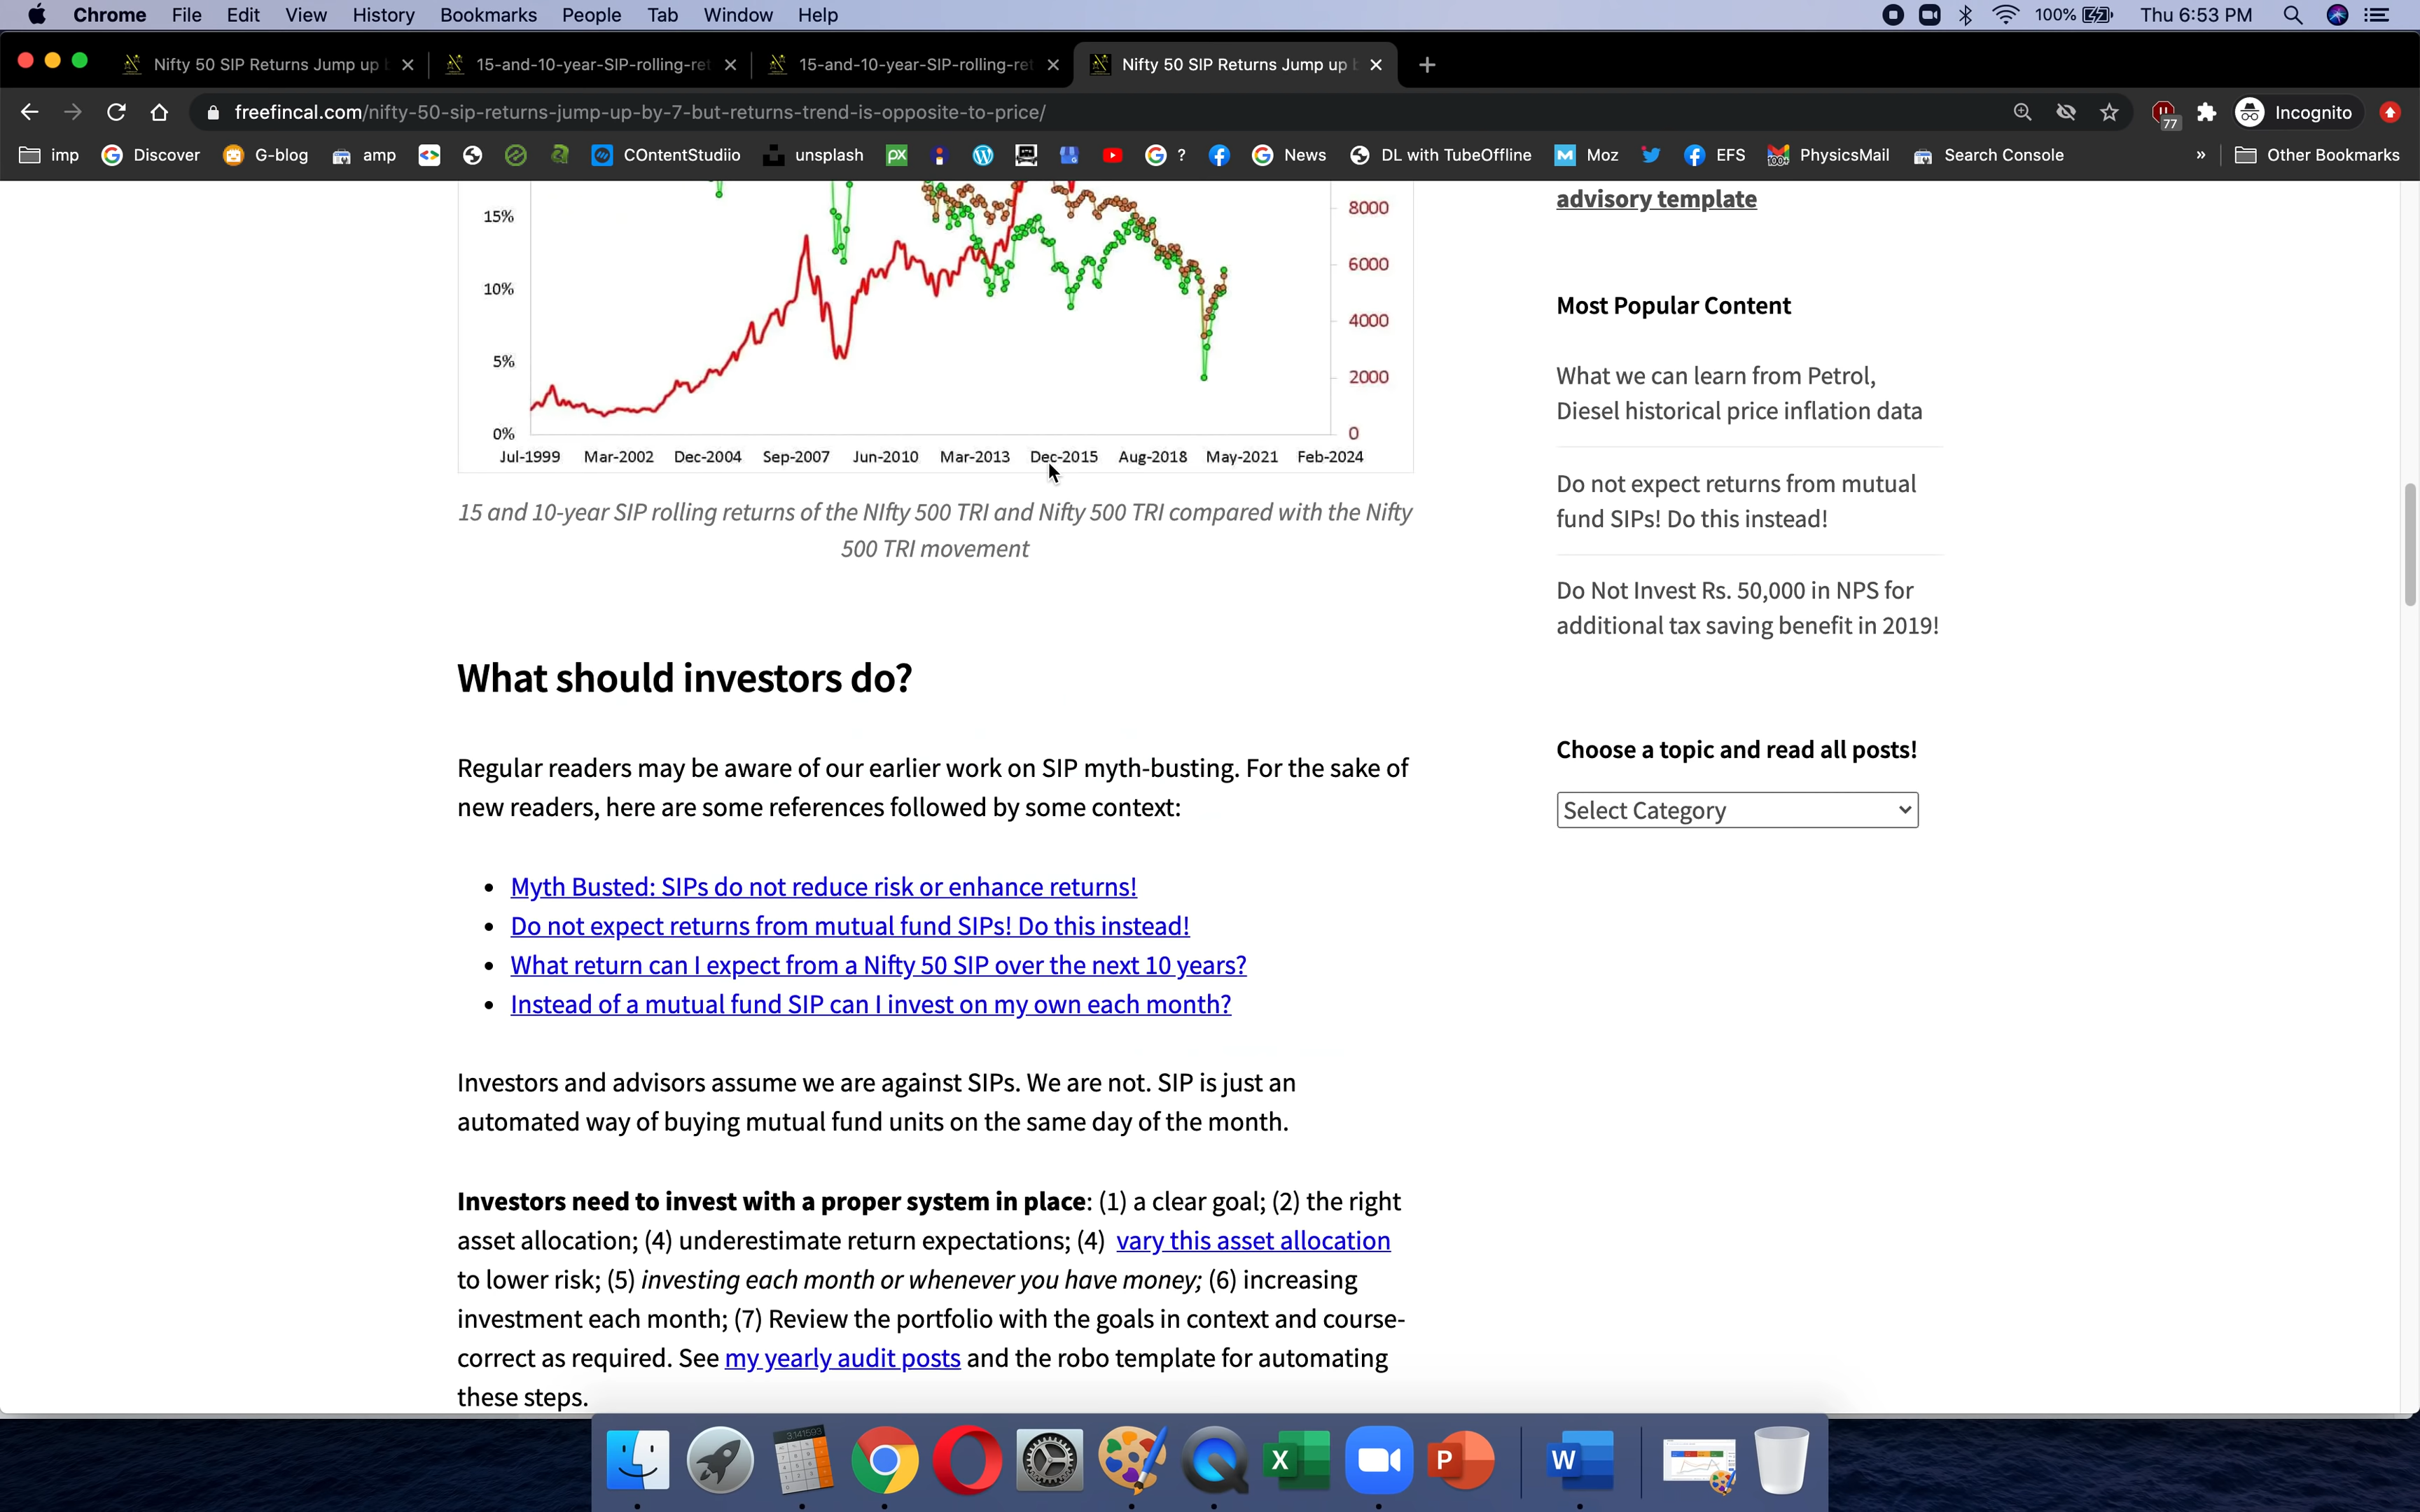 Chrome File Edit View History Bookmarks People Tab Window Help 100% Thu 6:53 PM
Nifty 50 SIP Returns Jump up 15-and-10-year-SIP-rolling-ret 15-and-10-year-SIP-rolling-ret Nifty 50 SIP Returns Jump up
freefincal.com/nifty-50-sip-returns-jump-up-by-7-but-returns-trend-is-opposite-to-price/ 77 Incognito
imp Discover G-blog amp COntentStudiio unsplash PX ? News DL with TubeOffline Moz EFS PhysicsMail Search Console » Other Bookmarks
15% 8000
6000
10%
4000
5%
2000
0% 0
Jul-1999 Mar-2002 Dec-2004 Sep-2007 Jun-2010 Mar-2013 Dec-2015 Aug-2018 May-2021 Feb-2024
15 and 10-year SIP rolling returns of the NIfty 500 TRI and Nifty 500 TRI compared with the Nifty
500 TRI movement
What should investors do?
Regular readers may be aware of our earlier work on SIP myth-busting. For the sake of
new readers, here are some references followed by some context:
• Myth Busted: SIPs do not reduce risk or enhance returns!
• Do not expect returns from mutual fund SIPs! Do this instead!
• What return can I expect from a Nifty 50 SIP over the next 10 years?
• Instead of a mutual fund SIP can I invest on my own each month?
Investors and advisors assume we are against SIPs. We are not. SIP is just an
automated way of buying mutual fund units on the same day of the month.
Investors need to invest with a proper system in place: (1) a clear goal; (2) the right
asset allocation; (4) underestimate return expectations; (4) vary this asset allocation
to lower risk; (5) investing each month or whenever you have money; (6) increasing
investment each month; (7) Review the portfolio with the goals in context and course-
correct as required. See my yearly audit posts and the robo template for automating
these steps.
advisory template
Most Popular Content
What we can learn from Petrol,
Diesel historical price inflation data
Do not expect returns from mutual
fund SIPs! Do this instead!
Do Not Invest Rs. 50,000 in NPS for
additional tax saving benefit in 2019!
Choose a topic and read all posts!
Select Category
3.141593
X P W